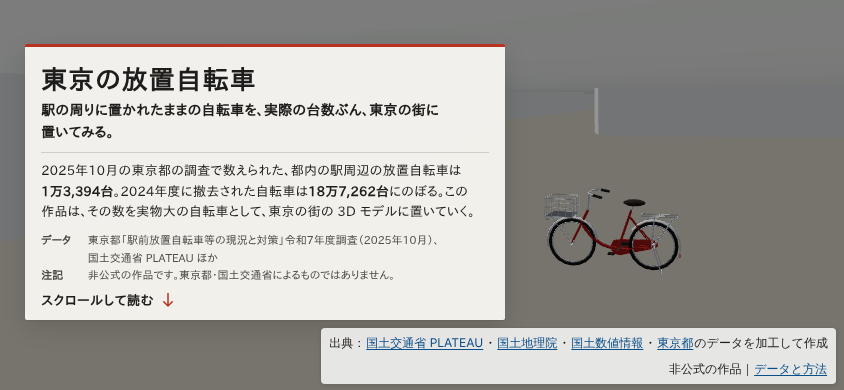 東京の放置自転車
駅の周りに置かれたままの自転車を、実際の台数ぶん、東京の街に
置いてみる。
2025年10月の東京都の調査で数えられた、都内の駅周辺の放置自転車は
1万3,394台。2024年度に撤去された自転車は18万7,262台にのぼる。この
作品は、その数を実物大の自転車として、東京の街の 3D モデルに置いていく。
データ 東京都「駅前放置自転車等の現況と対策」令和7年度調査（2025年10月）、
国土交通省 PLATEAU ほか
注記 非公式の作品です。東京都・国土交通省によるものではありません。
スクロールして読む ↓
出典：国土交通省 PLATEAU・国土地理院・国土数値情報・東京都のデータを加工して作成
非公式の作品｜データと方法